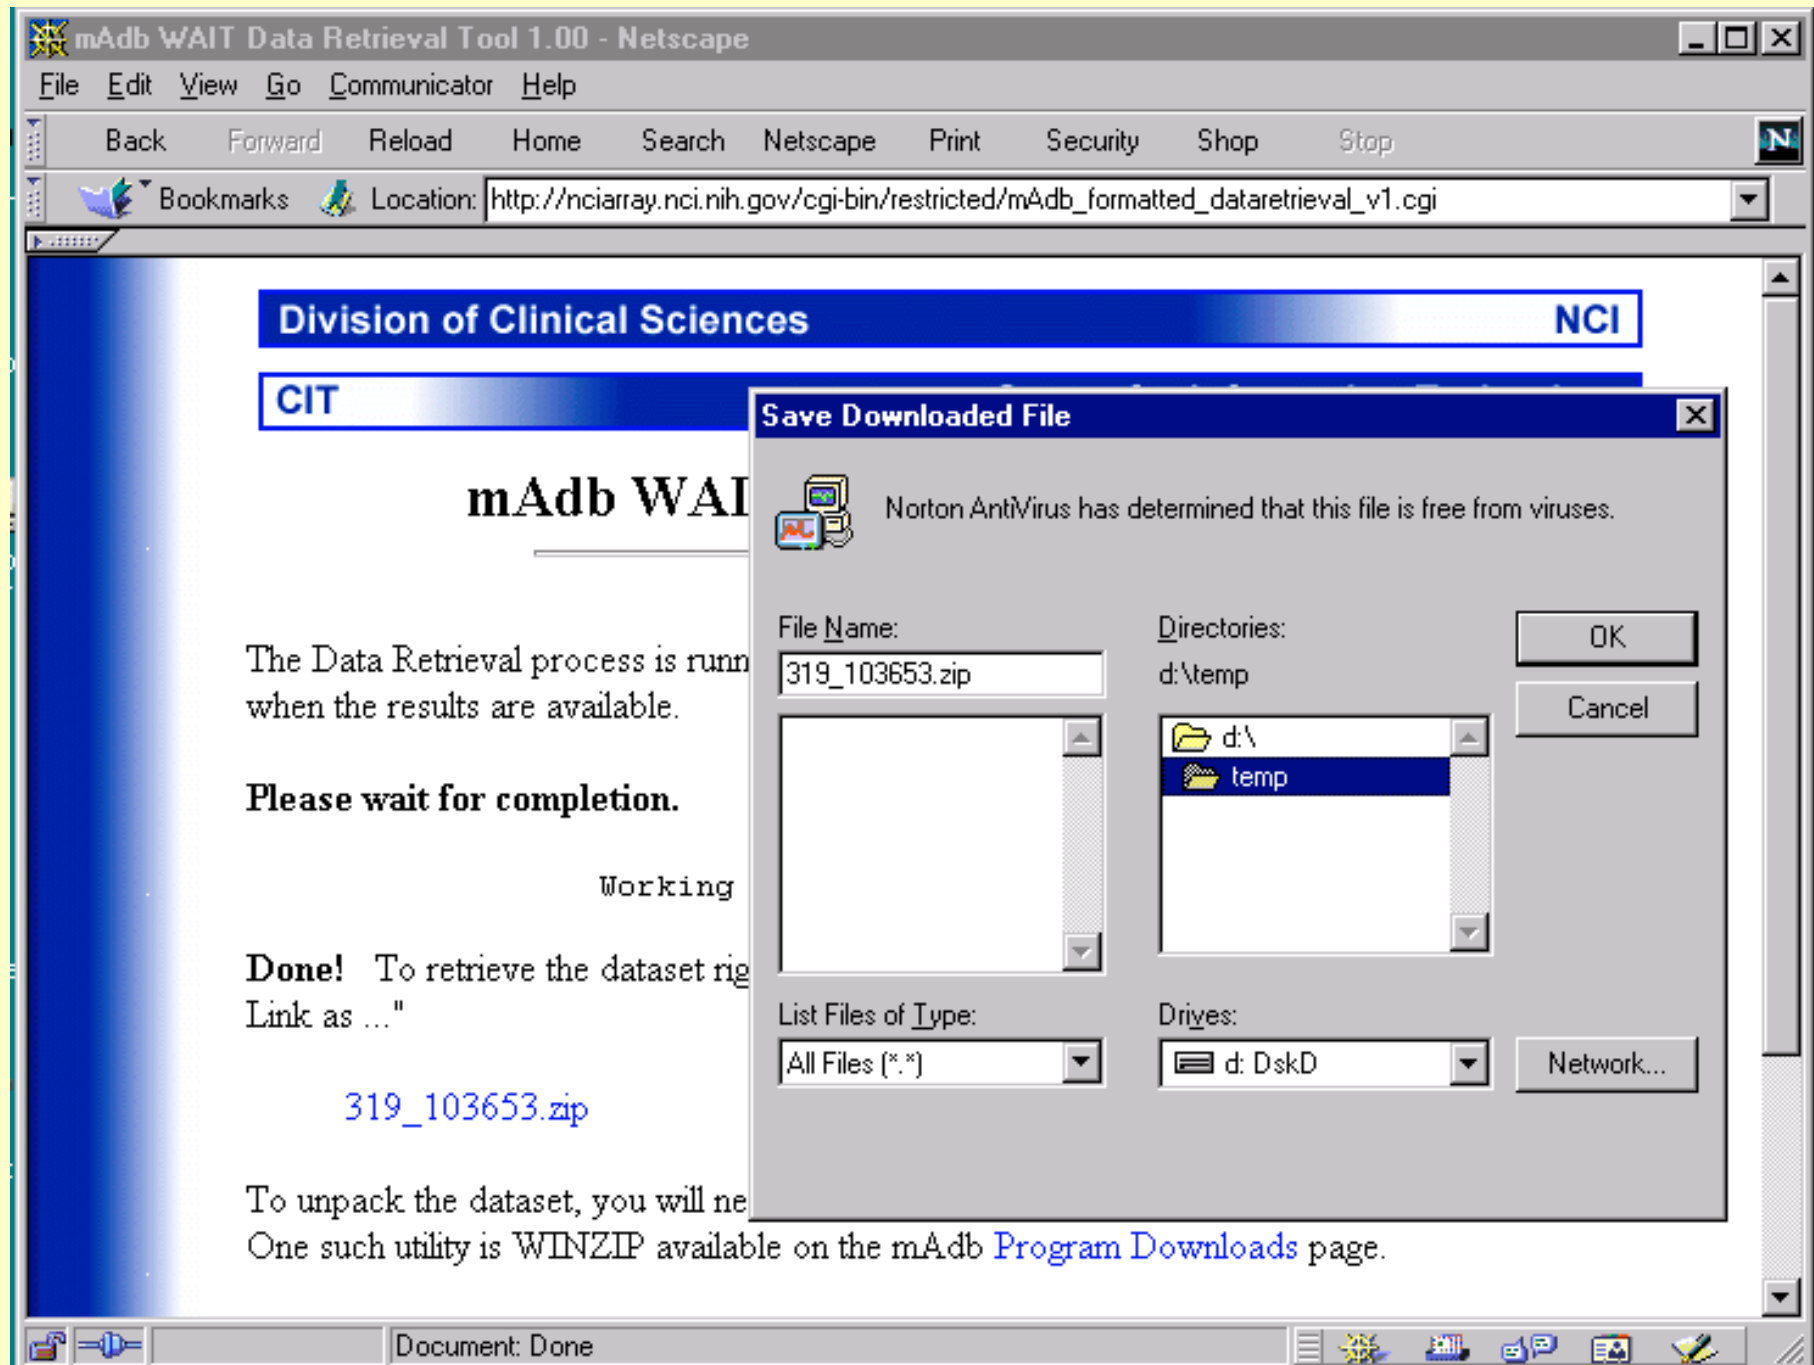 mAdb WAIT Data Retrieval Tool 1.00 - Netscape
File Edit View Go Communicator Help
Back Forward Reload Home Search Netscape Print Security Shop Stop
N
Bookmarks Location: http://nciarray.nci.nih.gov/cgi-bin/restricted/mAdb_formatted_dataretrieval_v1.cgi
Division of Clinical Sciences NCI
CIT
mAdb WAI
The Data Retrieval process is runn
when the results are available.
Please wait for completion.
Working
Done! To retrieve the dataset rig
Link as ..."
319_103653.zip
To unpack the dataset, you will ne
One such utility is WINZIP available on the mAdb Program Downloads page.
Save Downloaded File
Norton AntiVirus has determined that this file is free from viruses.
File Name:
319_103653.zip
Directories:
d:\temp
d:\
temp
OK
Cancel
List Files of Type:
All Files (*.*)
Drives:
d: DskD
Network...
Document: Done